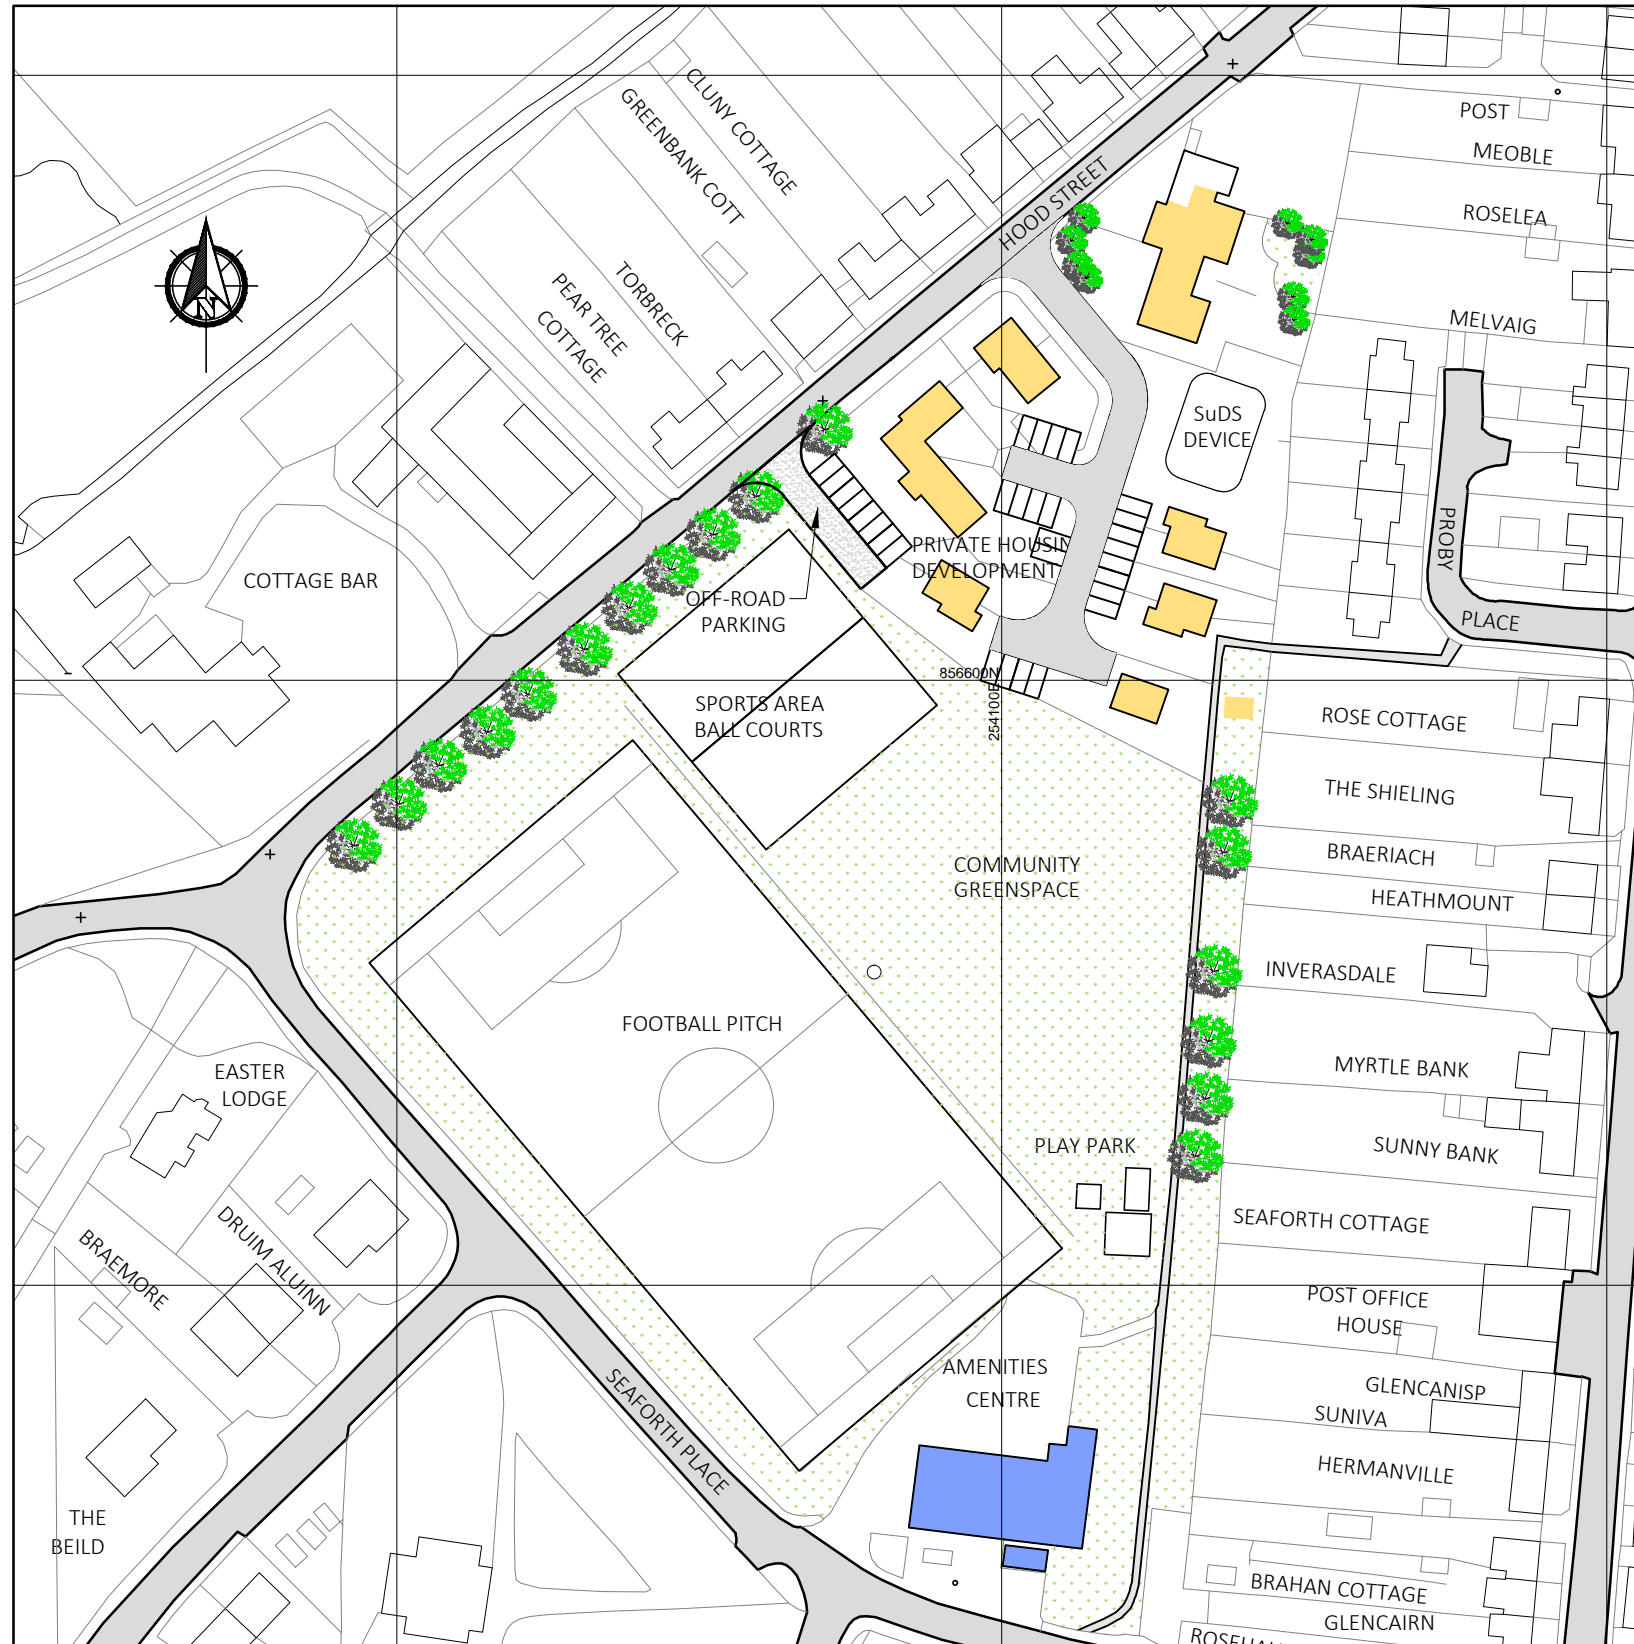 CLUNY COTTAGE
GREENBANK COTT
POST
MEOBLE
HOOD STREET
ROSELEA
N
TORBRECK
PEAR TREE
COTTAGE
MELVAIG
SuDS
DEVICE
PROBY
PLACE
COTTAGE BAR
PRIVATE HOUSIN
DEVELOPMENT
OFF-ROAD
PARKING
856600N
254100E
SPORTS AREA
BALL COURTS
ROSE COTTAGE
THE SHIELING
COMMUNITY
GREENSPACE
BRAERIACH
HEATHMOUNT
INVERASDALE
FOOTBALL PITCH
EASTER
LODGE
MYRTLE BANK
PLAY PARK
SUNNY BANK
DRUIM ALUINN
BRAEMORE
SEAFORTH COTTAGE
POST OFFICE
HOUSE
AMENITIES
CENTRE
SEAFORTH PLACE
GLENCANISP
SUNIVA
HERMANVILLE
THE
BEILD
BRAHAN COTTAGE
GLENCAIRN